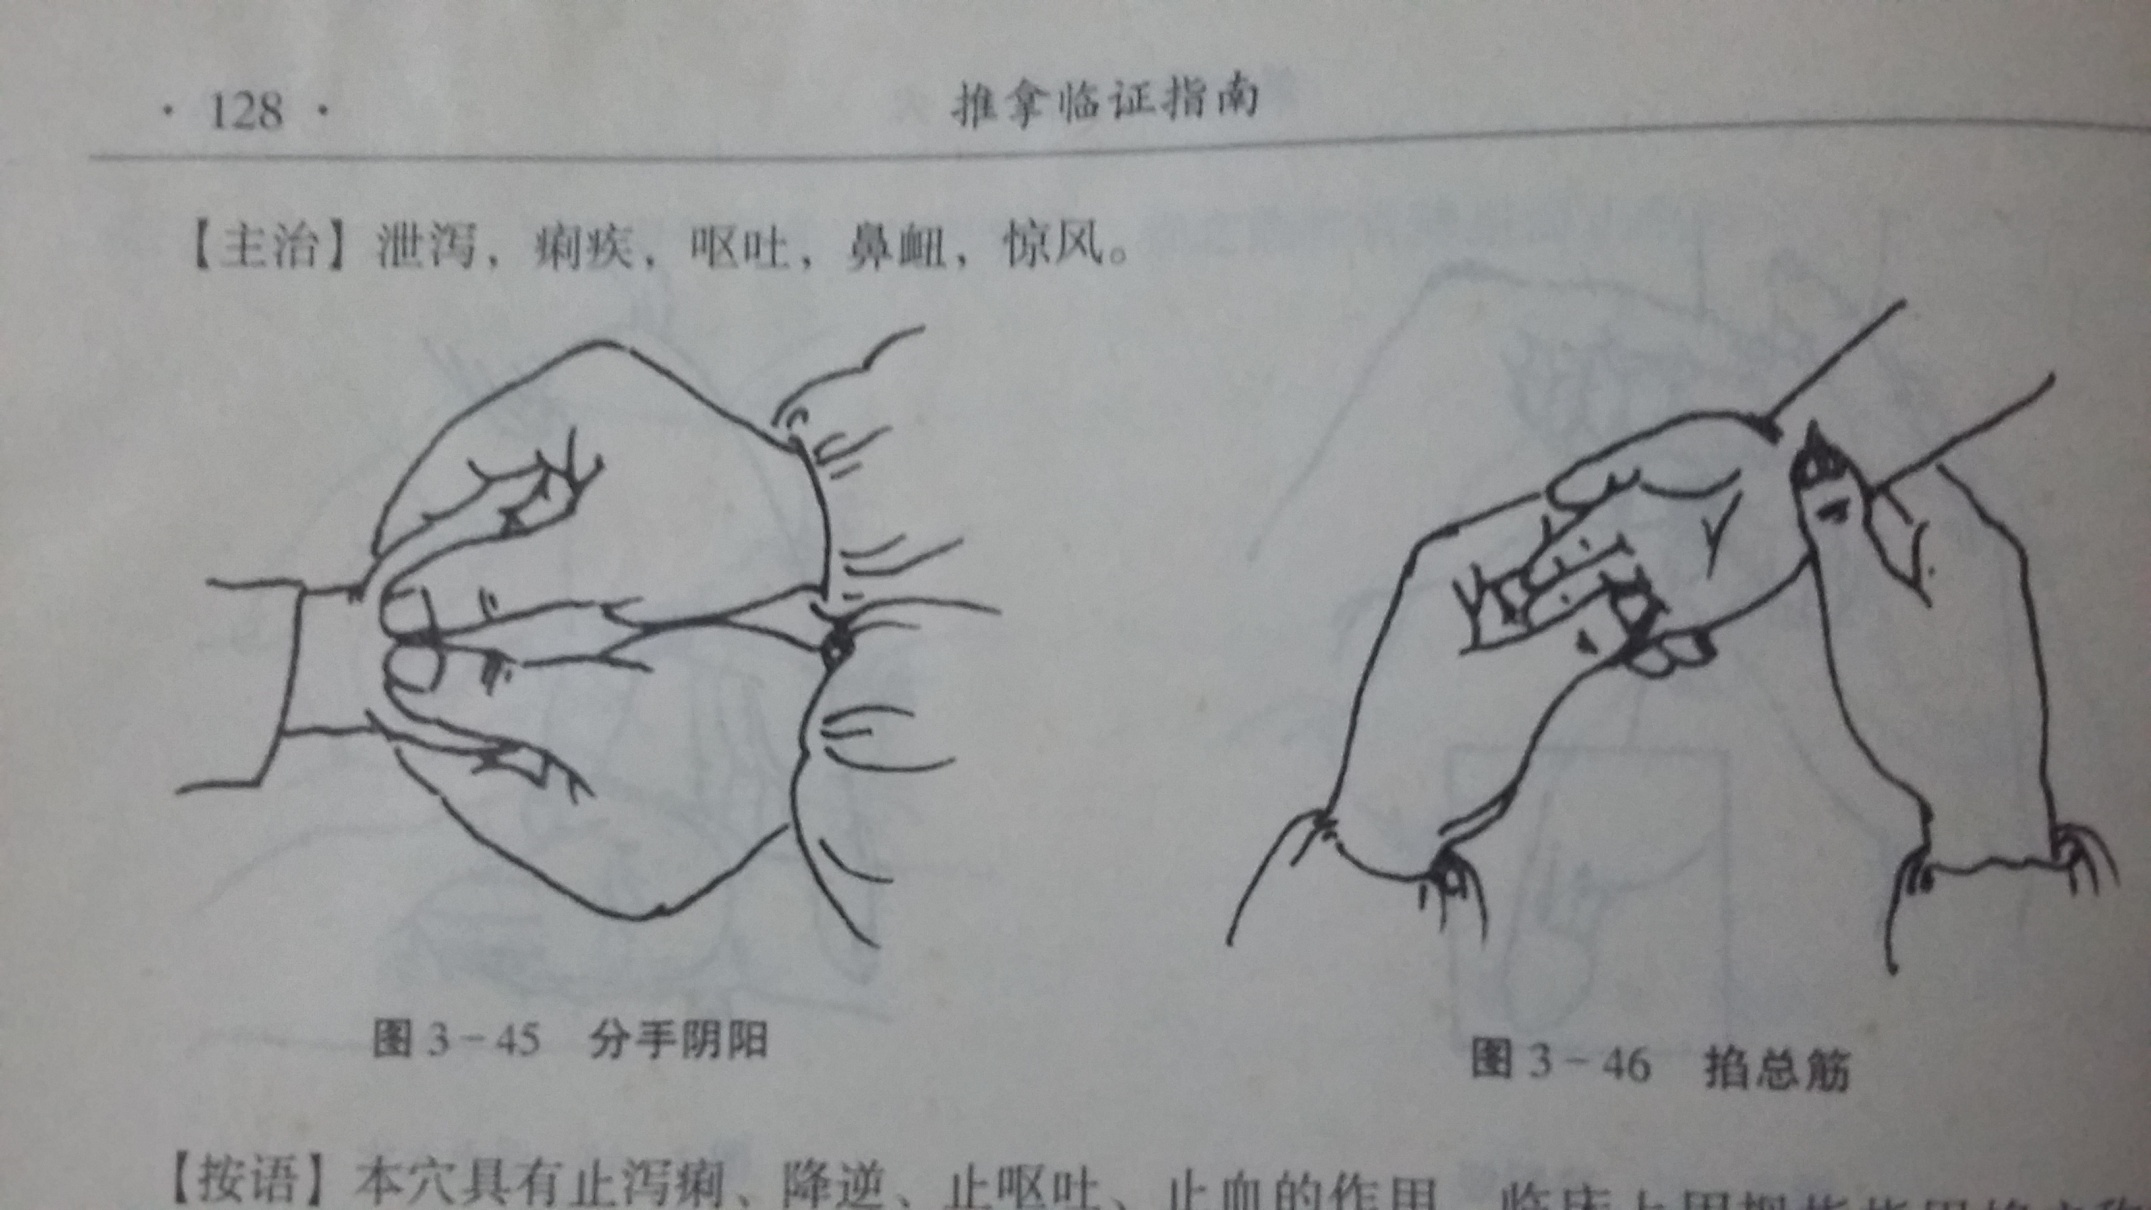 · 128 ·
推拿临证指南
【主治】泄泻，痢疾，呕吐，鼻衄，惊风。
图 3-45 分手阴阳
图 3-46 掐总筋
【按语】本穴具有止泻痢、降逆、止呕吐、止血的作用